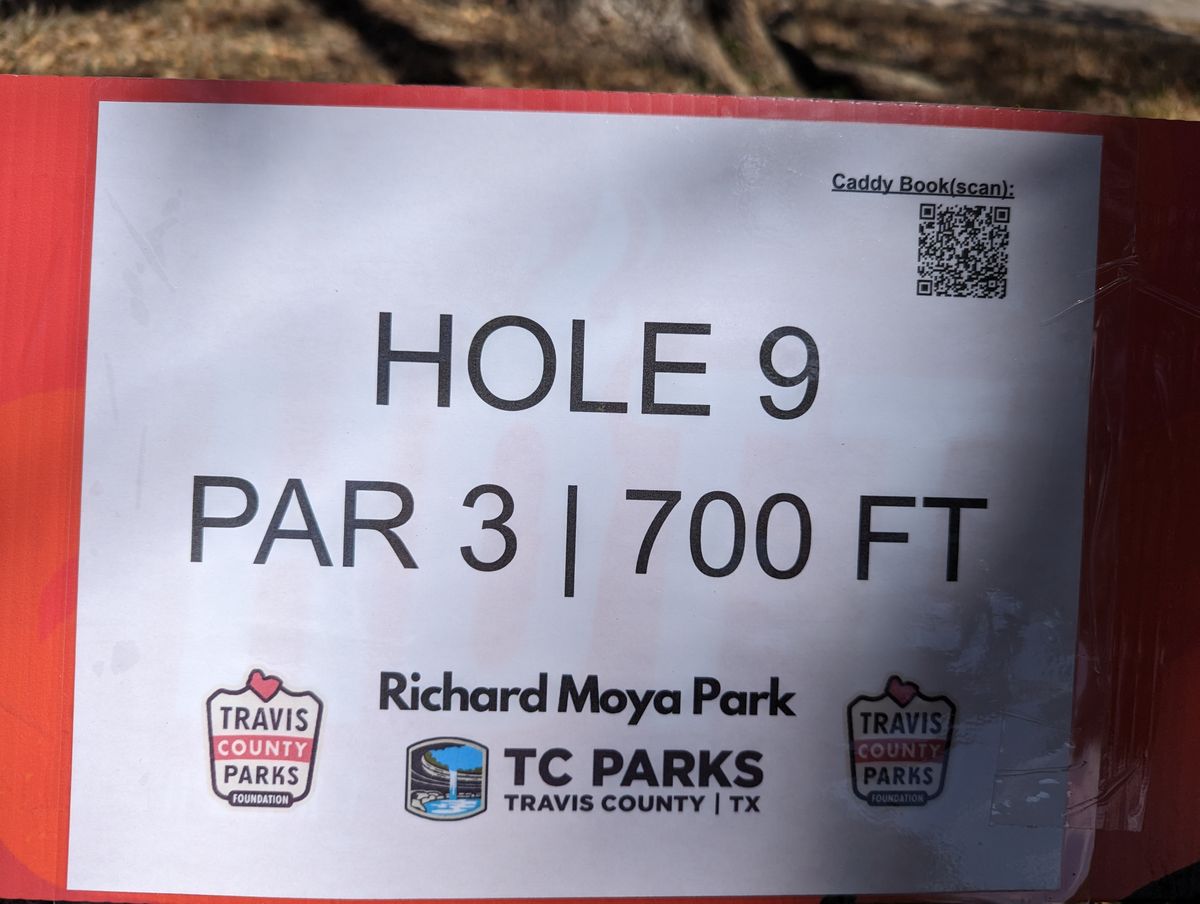 Caddy Book(scan):
HOLE 9
PAR 3 | 700 FT
Richard Moya Park
TRAVIS
COUNTY
PARKS
FOUNDATION
TC PARKS
TRAVIS COUNTY | TX
TRAVIS
COUNTY
PARKS
FOUNDATION